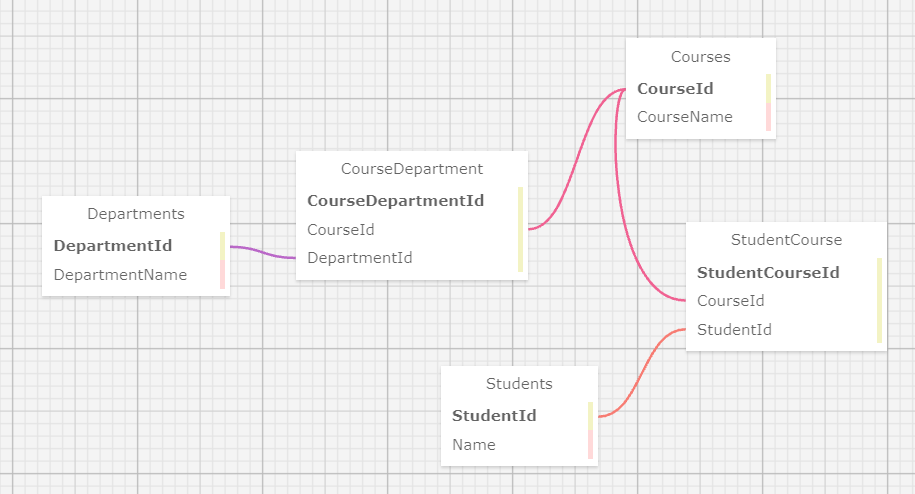 Courses
CourseId
CourseName
CourseDepartment
CourseDepartmentId
CourseId
DepartmentId
Departments
DepartmentId
DepartmentName
StudentCourse
StudentCourseId
CourseId
StudentId
Students
StudentId
Name